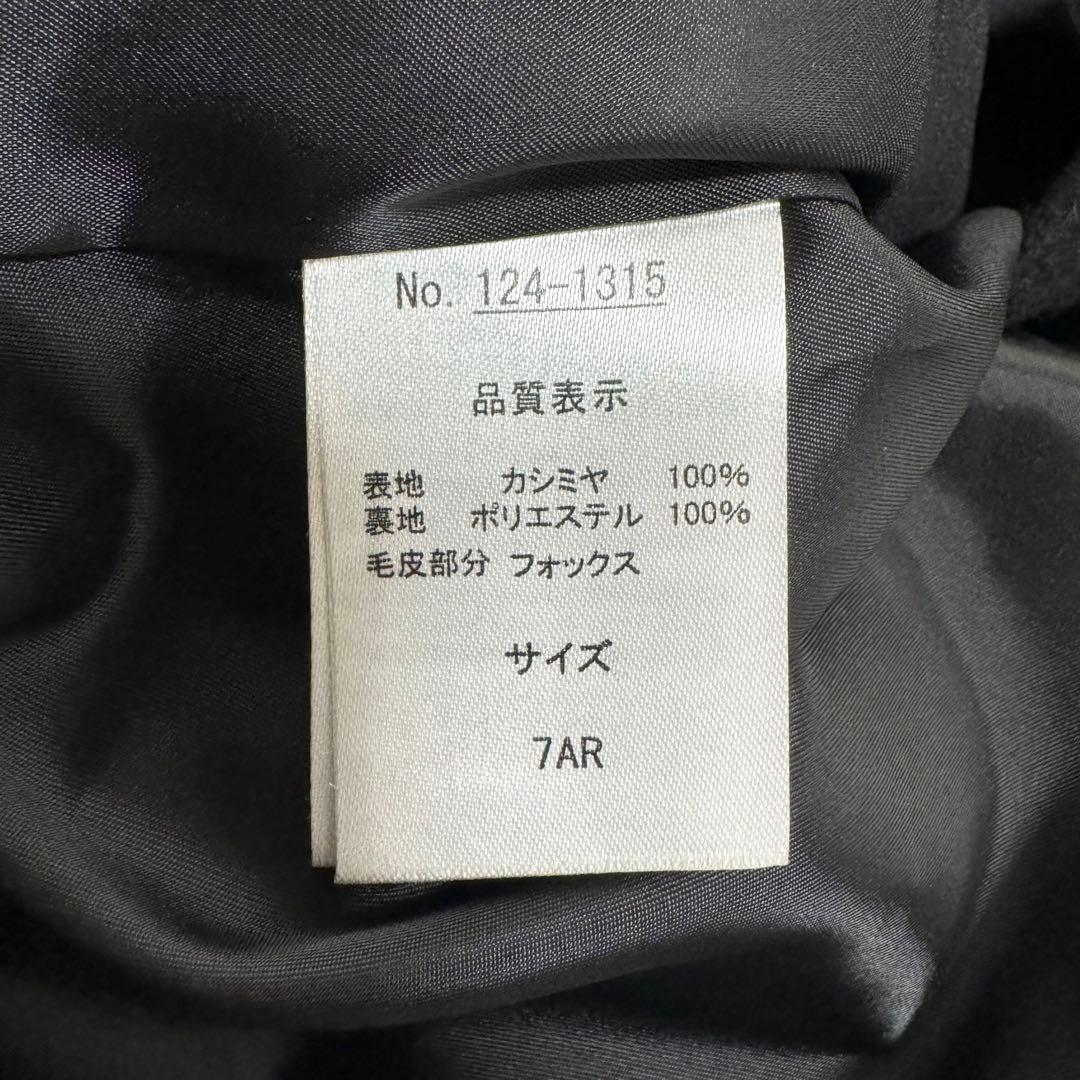 No. 124-1315
品質表示
表地 カシミヤ 100%
裏地 ポリエステル 100%
毛皮部分 フォックス
サイズ
7AR